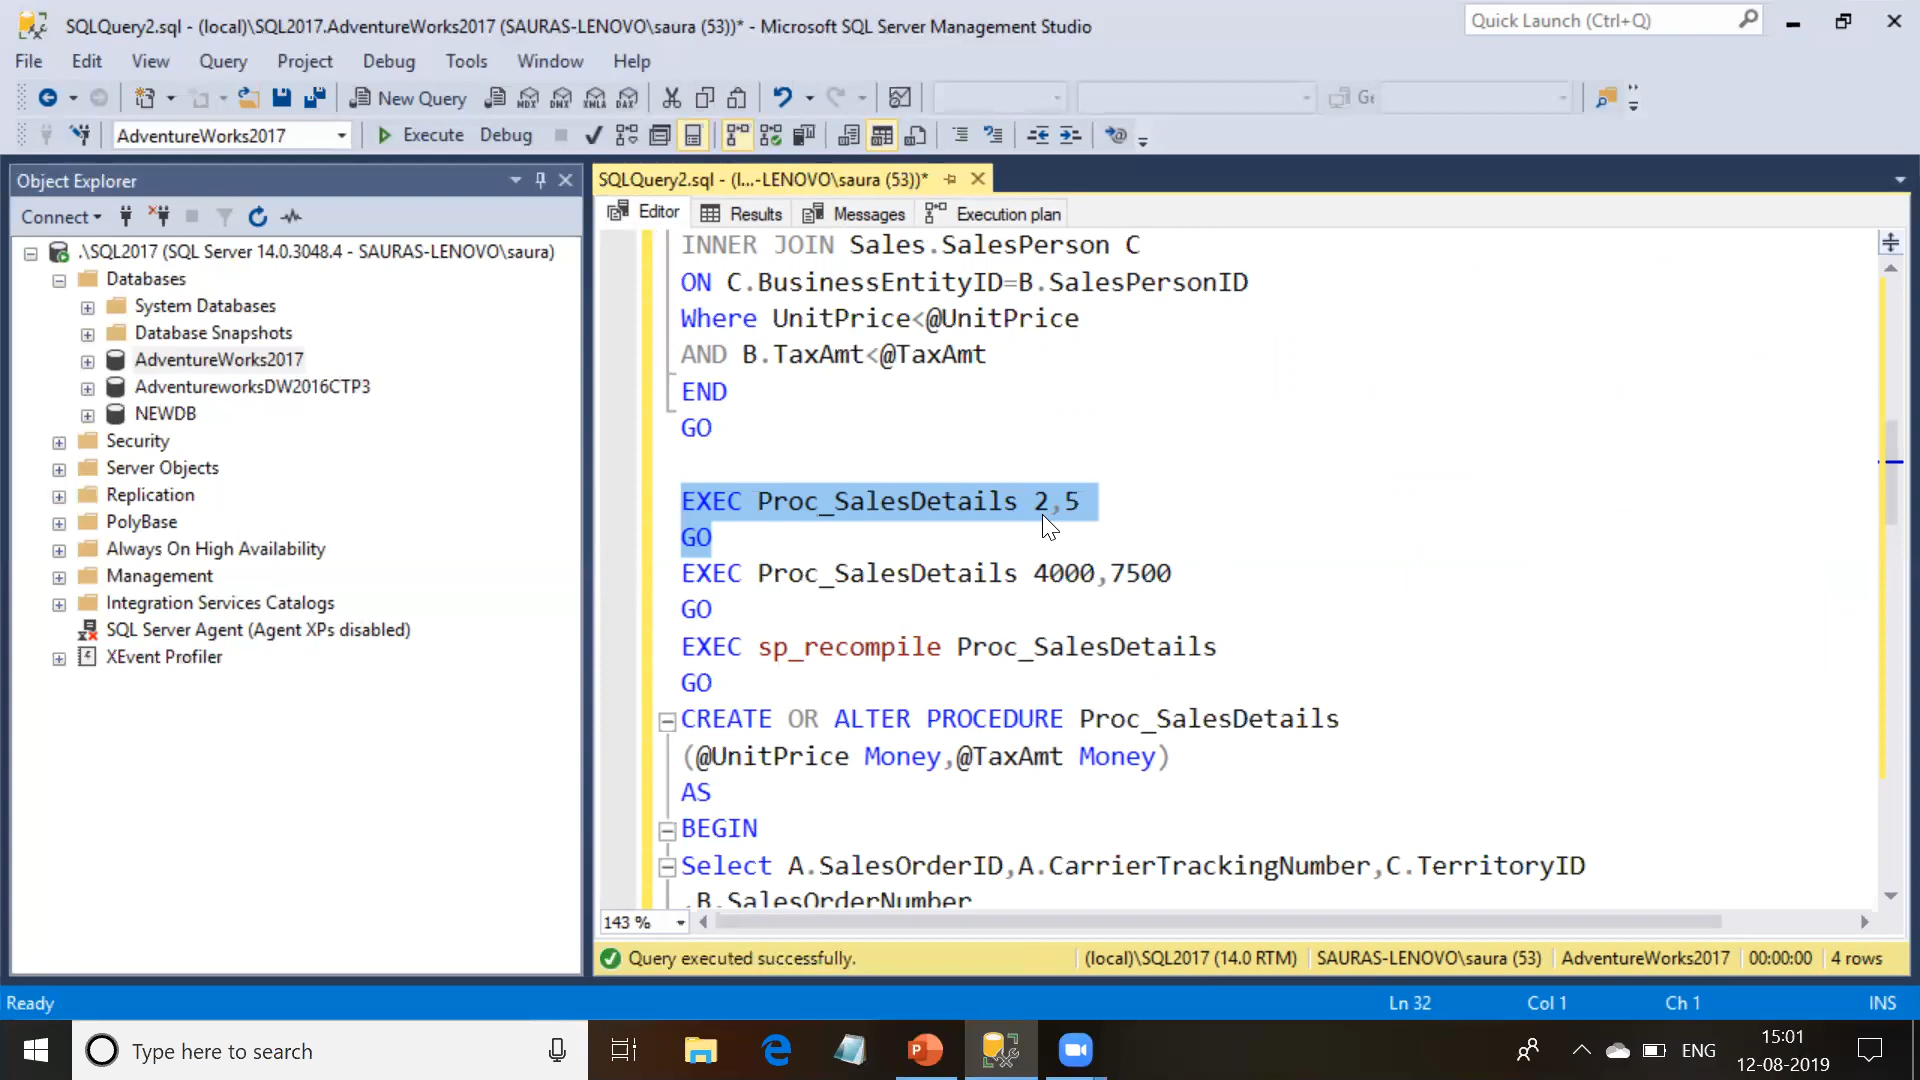 SQLQuery2.sql - (local)\SQL2017.AdventureWorks2017 (SAURAS-LENOVO\saura (53))* - Microsoft SQL Server Management Studio
Quick Launch (Ctrl+Q)
File Edit View Query Project Debug Tools Window Help
New Query
MDX DMX XMLA DAX
AdventureWorks2017 Execute Debug
Object Explorer
SQLQuery2.sql - (l...-LENOVO\saura (53))*
Connect
Editor Results Messages Execution plan
.\SQL2017 (SQL Server 14.0.3048.4 - SAURAS-LENOVO\saura)
Databases
System Databases
Database Snapshots
AdventureWorks2017
AdventureworksDW2016CTP3
NEWDB
Security
Server Objects
Replication
PolyBase
Always On High Availability
Management
Integration Services Catalogs
SQL Server Agent (Agent XPs disabled)
XEvent Profiler
INNER JOIN Sales.SalesPerson C
ON C.BusinessEntityID=B.SalesPersonID
Where UnitPrice<@UnitPrice
AND B.TaxAmt<@TaxAmt
END
GO
EXEC Proc_SalesDetails 2,5
GO
EXEC Proc_SalesDetails 4000,7500
GO
EXEC sp_recompile Proc_SalesDetails
GO
CREATE OR ALTER PROCEDURE Proc_SalesDetails
(@UnitPrice Money,@TaxAmt Money)
AS
BEGIN
Select A.SalesOrderID,A.CarrierTrackingNumber,C.TerritoryID
,B.SalesOrderNumber
143 %
Query executed successfully. (local)\SQL2017 (14.0 RTM) SAURAS-LENOVO\saura (53) AdventureWorks2017 00:00:00 4 rows
Ready Ln 32 Col 1 Ch 1 INS
Type here to search
ENG
15:01
12-08-2019